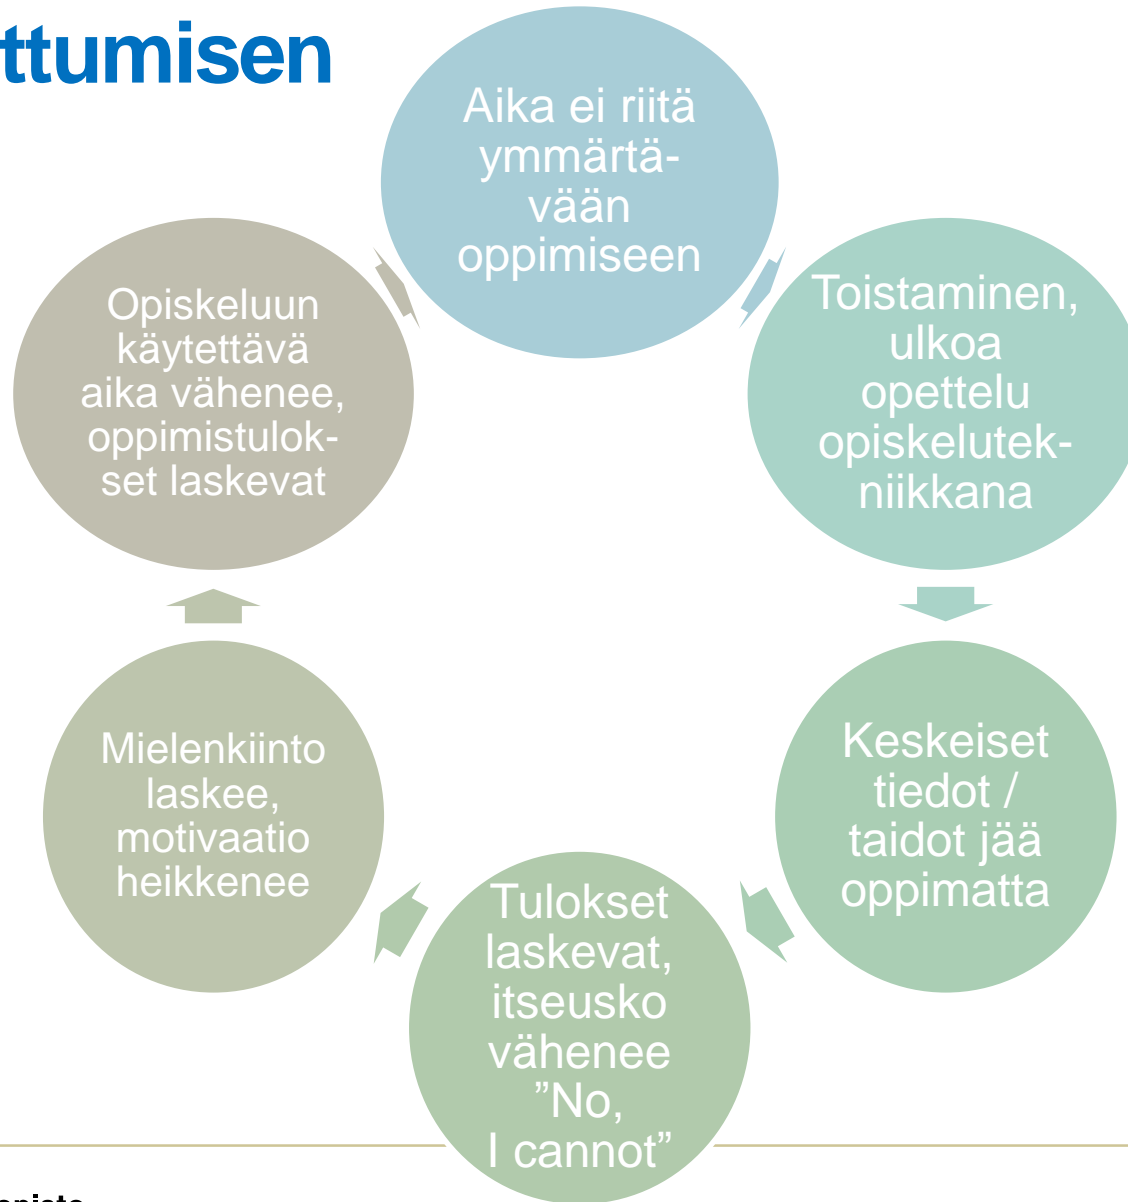 ttumisen
Aika ei riitä
ymmärtä-
vään
oppimiseen
Toistaminen,
ulkoa
opettelu
opiskelutek-
niikkana
Keskeiset
tiedot /
taidot jää
oppimatta
Tulokset
laskevat,
itseusko
vähenee
”No,
I cannot”
Mielenkiinto
laskee,
motivaatio
heikkenee
Opiskeluun
käytettävä
aika vähenee,
oppimistulok-
set laskevat